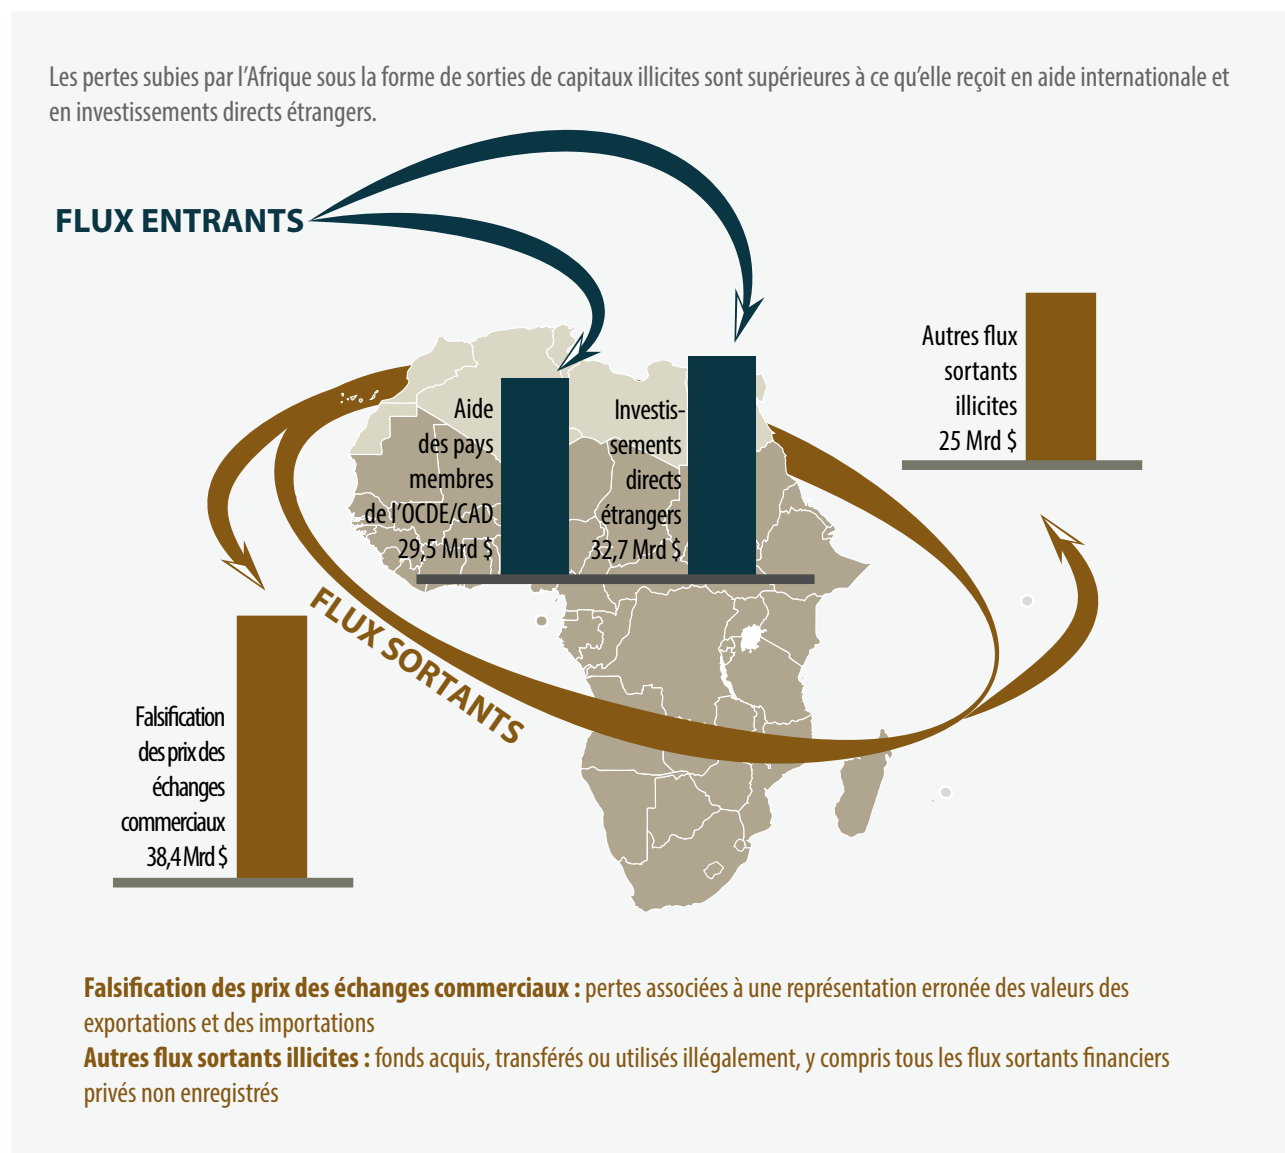 Les pertes subies par l'Afrique sous la forme de sorties de capitaux illicites sont supérieures à ce qu'elle reçoit en aide internationale et
en investissements directs étrangers.
FLUX ENTRANTS
Autres flux
sortants
illicites
25 Mrd $
Aide
des pays
membres
de l'OCDE/CAD
29,5 Mrd $
Investis-
sements
directs
étrangers
32,7 Mrd $
FLUX SORTANTS
Falsification
des prix des
échanges
commerciaux
38,4 Mrd $
Falsification des prix des échanges commerciaux : pertes associées à une représentation erronée des valeurs des
exportations et des importations
Autres flux sortants illicites : fonds acquis, transférés ou utilisés illégalement, y compris tous les flux sortants financiers
privés non enregistrés